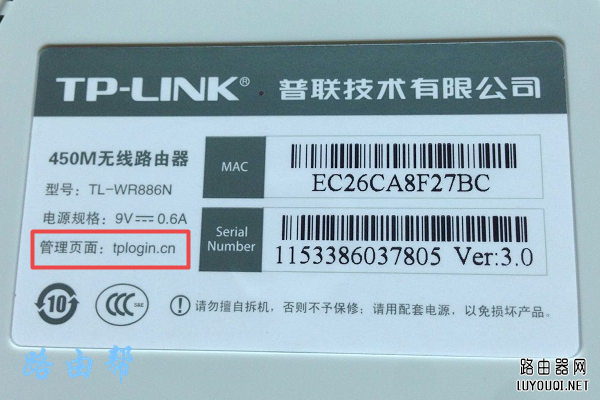 TP-LINK® 普联技术有限公司
450M无线路由器
型号：TL-WR886N
电源规格：9V⎓0.6A
管理页面：tplogin.cn
MAC
EC26CA8F27BC
Serial Number
1153386037805 Ver:3.0
10
CCC S&E
请勿擅自拆机，否则不予保修；请用配套电源，以免损坏产品。
路由帮
路由器网
LUYOUQI.NET